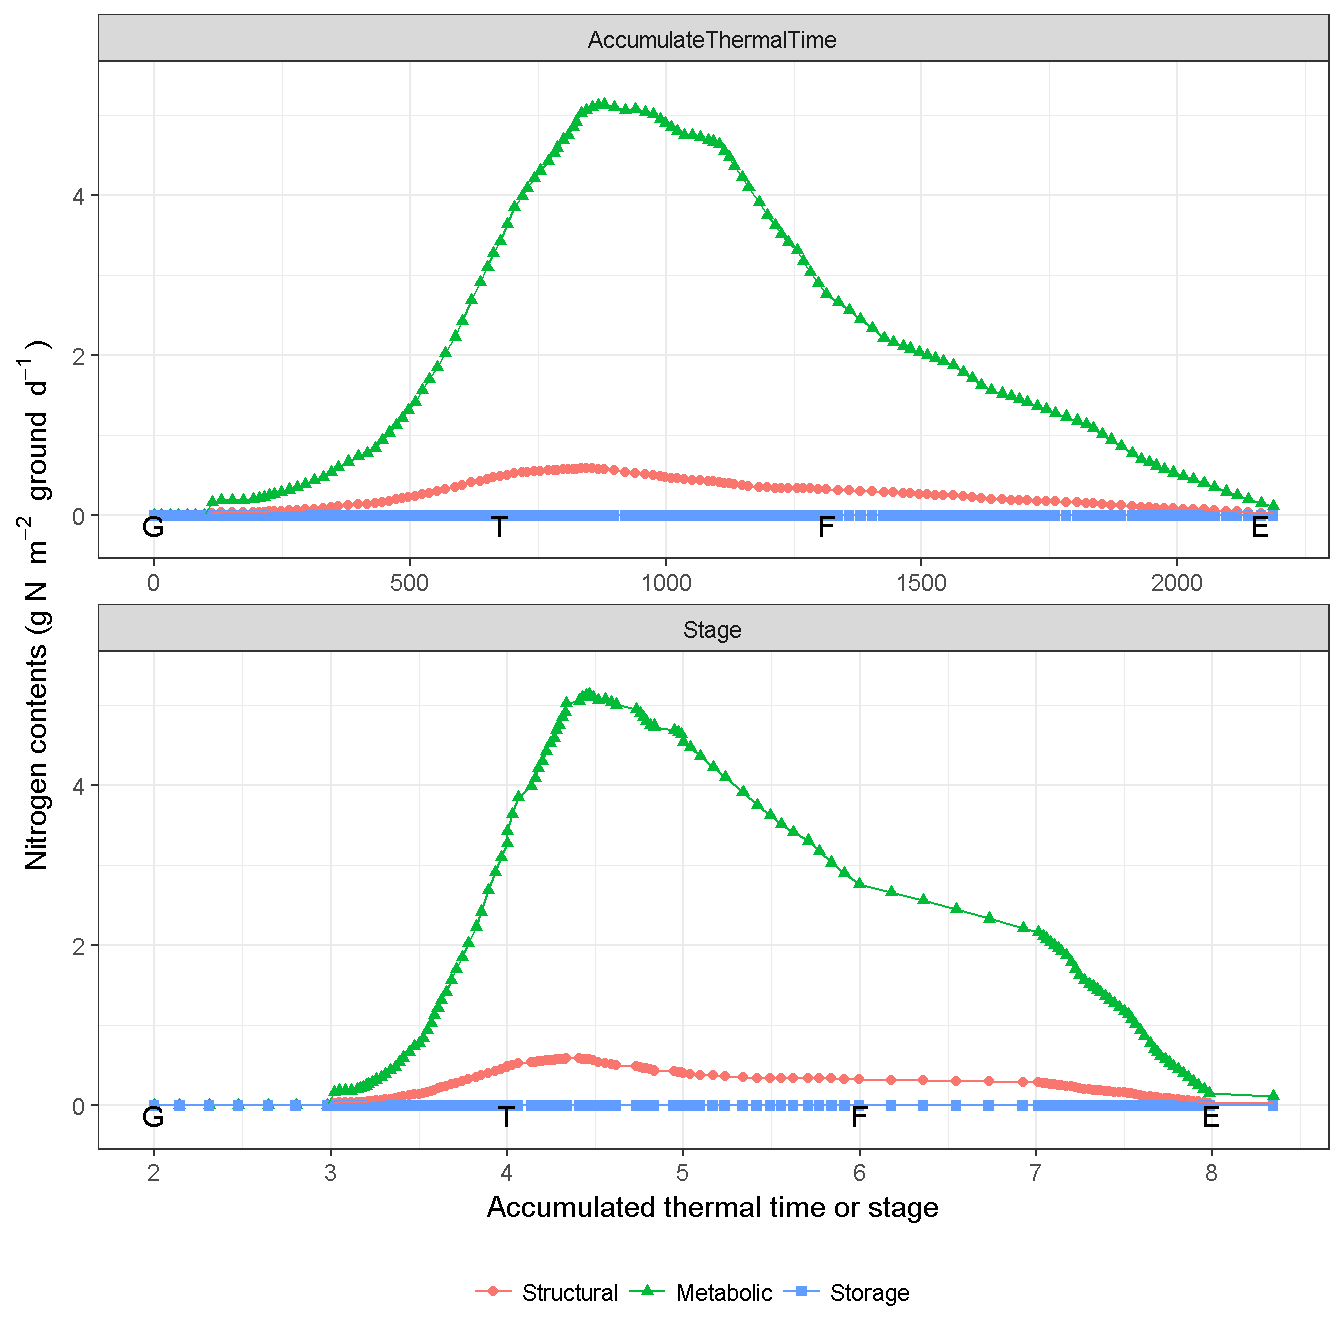 AccumulateThermalTime
4
2
0
G T F E
0 500 1000 1500 2000
Nitrogen contents (g N m⁻² ground d⁻¹ )
Stage
4
2
0
G T F E
2 3 4 5 6 7 8
Accumulated thermal time or stage
Structural Metabolic Storage